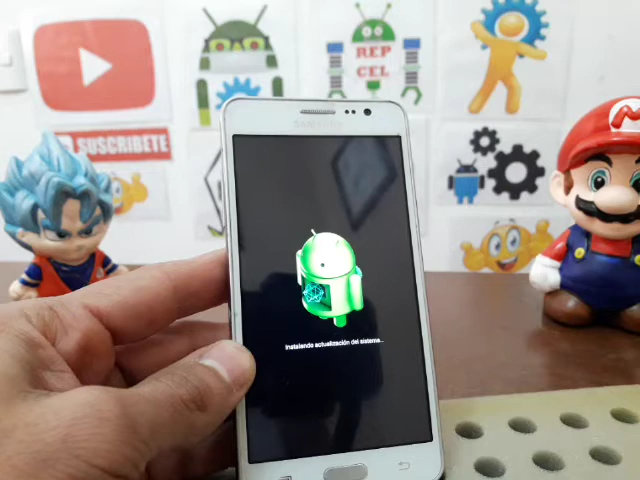 REP
CEL
SUSCRIBETE
SAMSUNG
M
Instalando actualización del sistema...